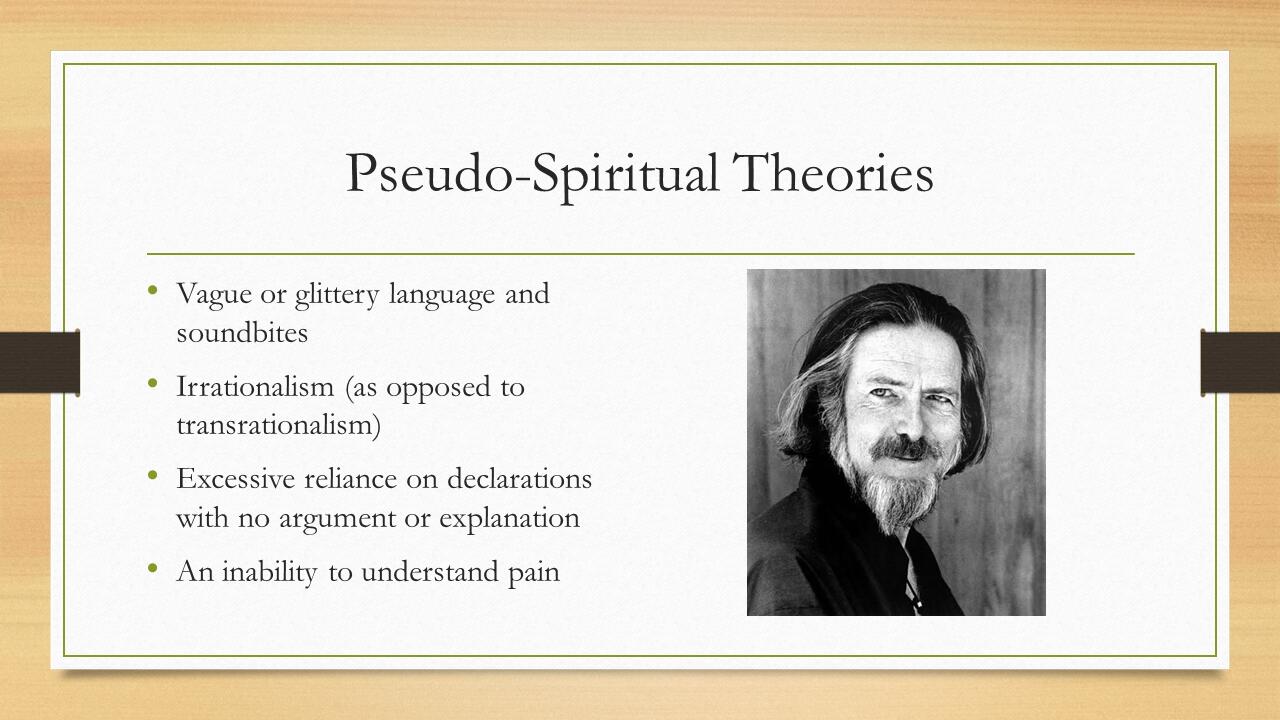 Pseudo-Spiritual Theories
• Vague or glittery language and
soundbites
• Irrationalism (as opposed to
transrationalism)
• Excessive reliance on declarations
with no argument or explanation
• An inability to understand pain